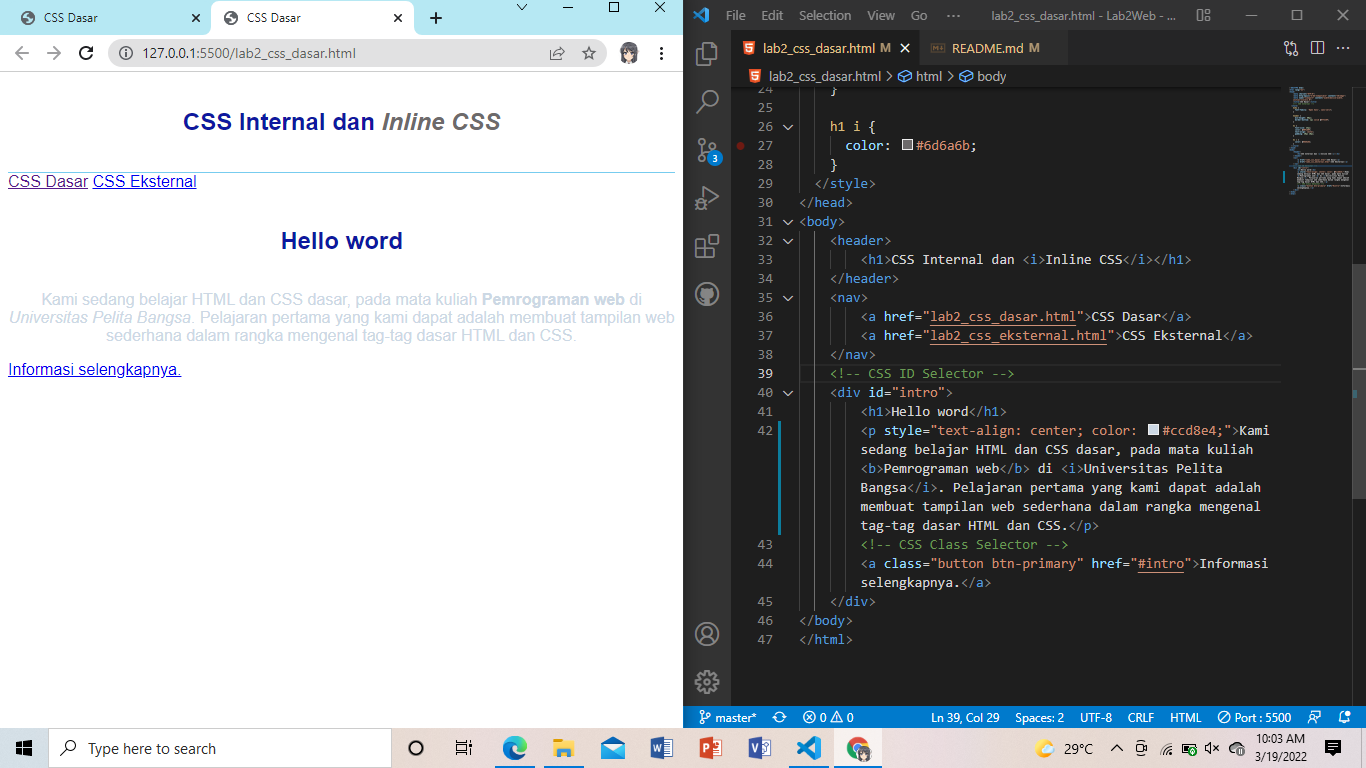 CSS Dasar
CSS Dasar
127.0.0.1:5500/lab2_css_dasar.html
CSS Internal dan Inline CSS
CSS Dasar CSS Eksternal
Hello word
Kami sedang belajar HTML dan CSS dasar, pada mata kuliah Pemrograman web di
Universitas Pelita Bangsa. Pelajaran pertama yang kami dapat adalah membuat tampilan web
sederhana dalam rangka mengenal tag-tag dasar HTML dan CSS.
Informasi selengkapnya.
File Edit Selection View Go ··· lab2_css_dasar.html - Lab2Web - ...
lab2_css_dasar.html M README.md M
lab2_css_dasar.html > html > body
3
24 }
25
26 h1 i {
27 color: #6d6a6b;
28 }
29 </style>
30 </head>
31 <body>
32 <header>
33 <h1>CSS Internal dan <i>Inline CSS</i></h1>
34 </header>
35 <nav>
36 <a href="lab2_css_dasar.html">CSS Dasar</a>
37 <a href="lab2_css_eksternal.html">CSS Eksternal</a>
38 </nav>
39 <!-- CSS ID Selector -->
40 <div id="intro">
41 <h1>Hello word</h1>
42 <p style="text-align: center; color: #ccd8e4;">Kami
sedang belajar HTML dan CSS dasar, pada mata kuliah
<b>Pemrograman web</b> di <i>Universitas Pelita
Bangsa</i>. Pelajaran pertama yang kami dapat adalah
membuat tampilan web sederhana dalam rangka mengenal
tag-tag dasar HTML dan CSS.</p>
43 <!-- CSS Class Selector -->
44 <a class="button btn-primary" href="#intro">Informasi
selengkapnya.</a>
45 </div>
46 </body>
47 </html>
master* 0 0 Ln 39, Col 29 Spaces: 2 UTF-8 CRLF HTML Port : 5500
Type here to search
29°C
10:03 AM
3/19/2022